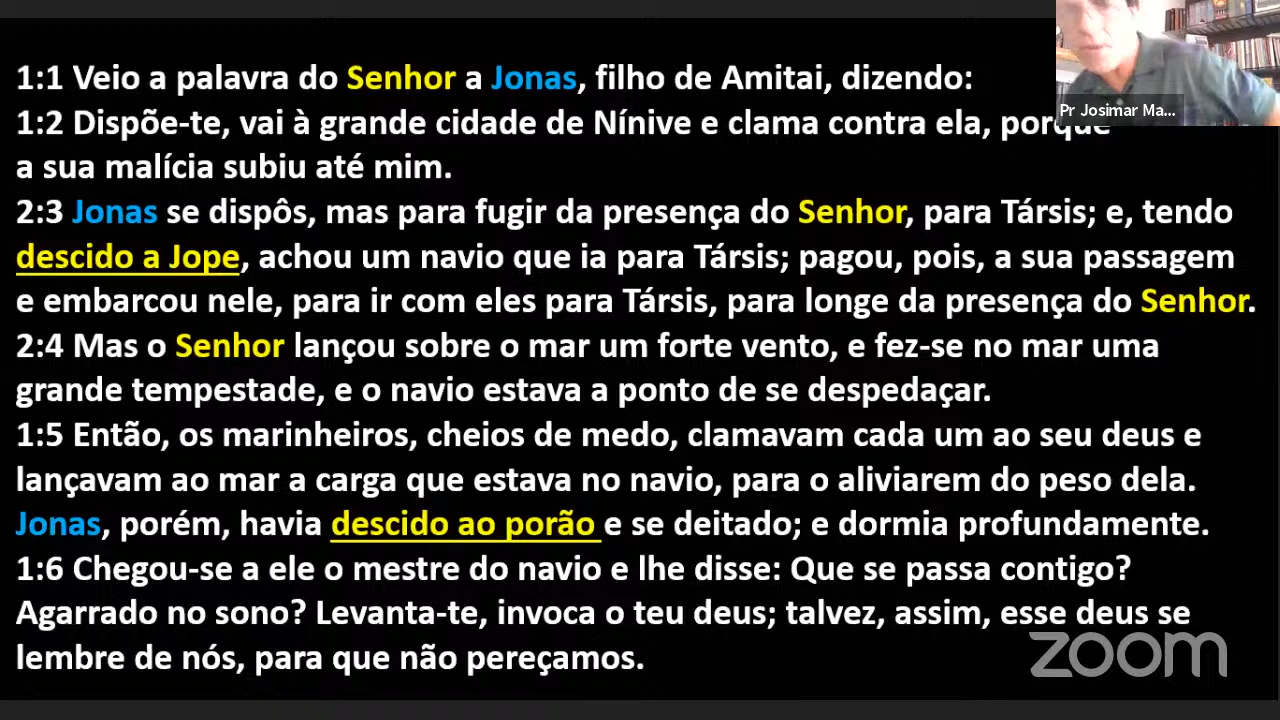 1:1 Veio a palavra do Senhor a Jonas, filho de Amitai, dizendo:
Pr Josimar Ma...
1:2 Dispõe-te, vai à grande cidade de Nínive e clama contra ela, porque
a sua malícia subiu até mim.
2:3 Jonas se dispôs, mas para fugir da presença do Senhor, para Társis; e, tendo
descido a Jope, achou um navio que ia para Társis; pagou, pois, a sua passagem
e embarcou nele, para ir com eles para Társis, para longe da presença do Senhor.
2:4 Mas o Senhor lançou sobre o mar um forte vento, e fez-se no mar uma
grande tempestade, e o navio estava a ponto de se despedaçar.
1:5 Então, os marinheiros, cheios de medo, clamavam cada um ao seu deus e
lançavam ao mar a carga que estava no navio, para o aliviarem do peso dela.
Jonas, porém, havia descido ao porão e se deitado; e dormia profundamente.
1:6 Chegou-se a ele o mestre do navio e lhe disse: Que se passa contigo?
Agarrado no sono? Levanta-te, invoca o teu deus; talvez, assim, esse deus se
lembre de nós, para que não pereçamos.
zoom